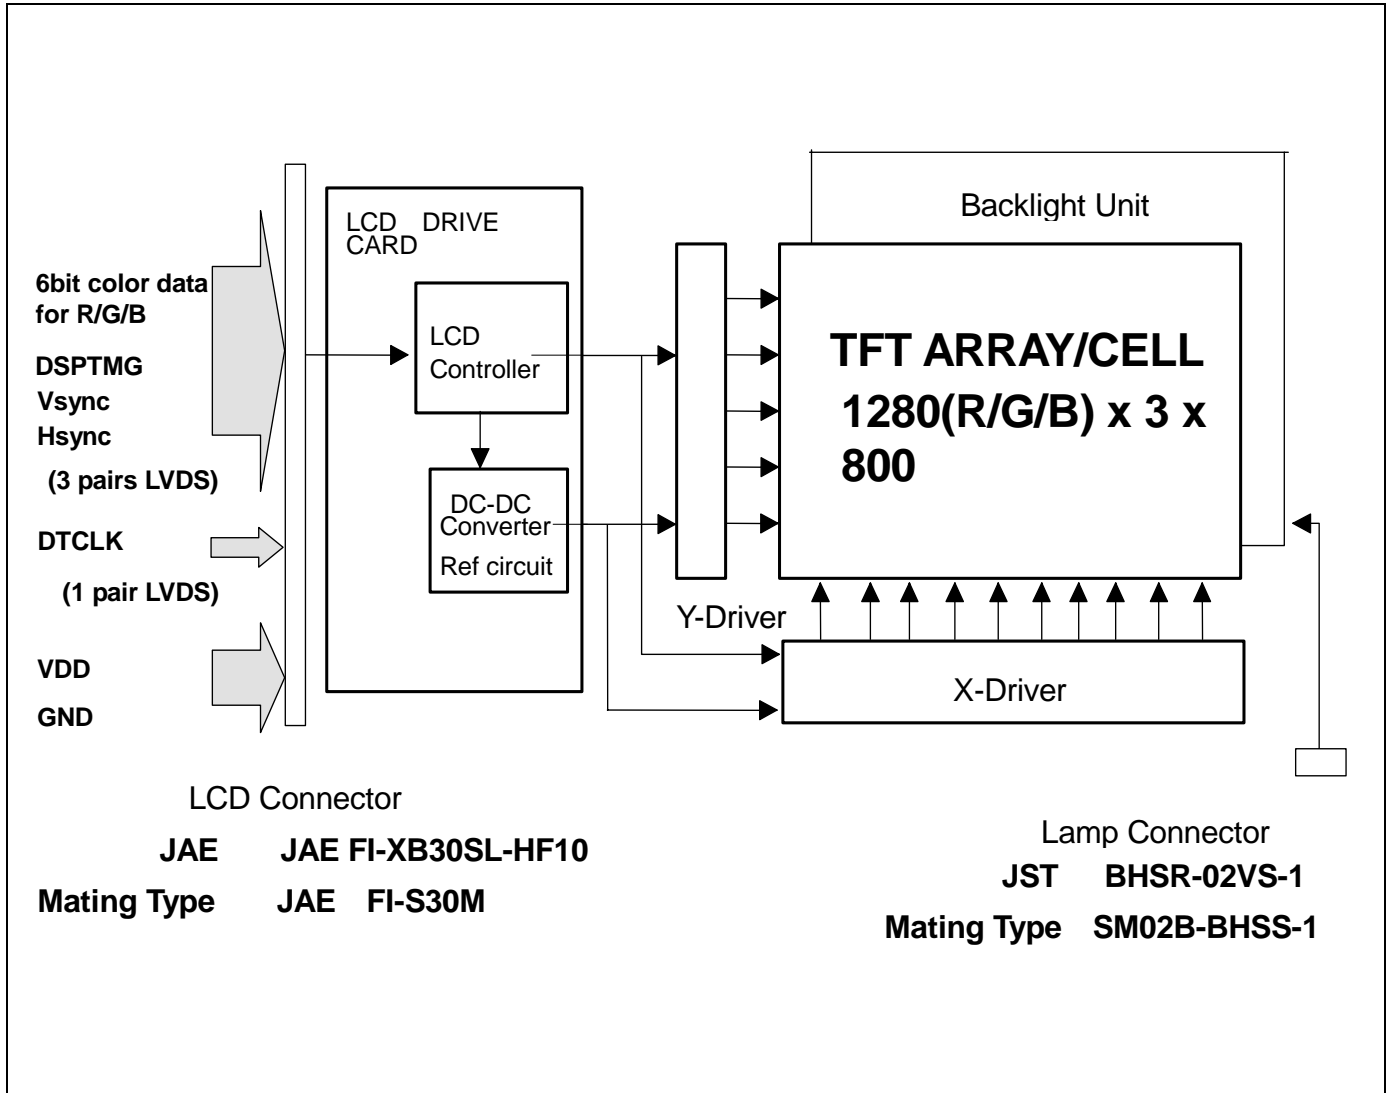 Backlight Unit
LCD DRIVE
CARD
6bit color data
for R/G/B
DSPTMG
Vsync
Hsync
(3 pairs LVDS)
DTCLK
(1 pair LVDS)
VDD
GND
LCD
Controller
DC-DC
Converter
Ref circuit
TFT ARRAY/CELL
1280(R/G/B) x 3 x
800
Y-Driver
X-Driver
LCD Connector
JAE JAE FI-XB30SL-HF10
Mating Type JAE FI-S30M
Lamp Connector
JST BHSR-02VS-1
Mating Type SM02B-BHSS-1